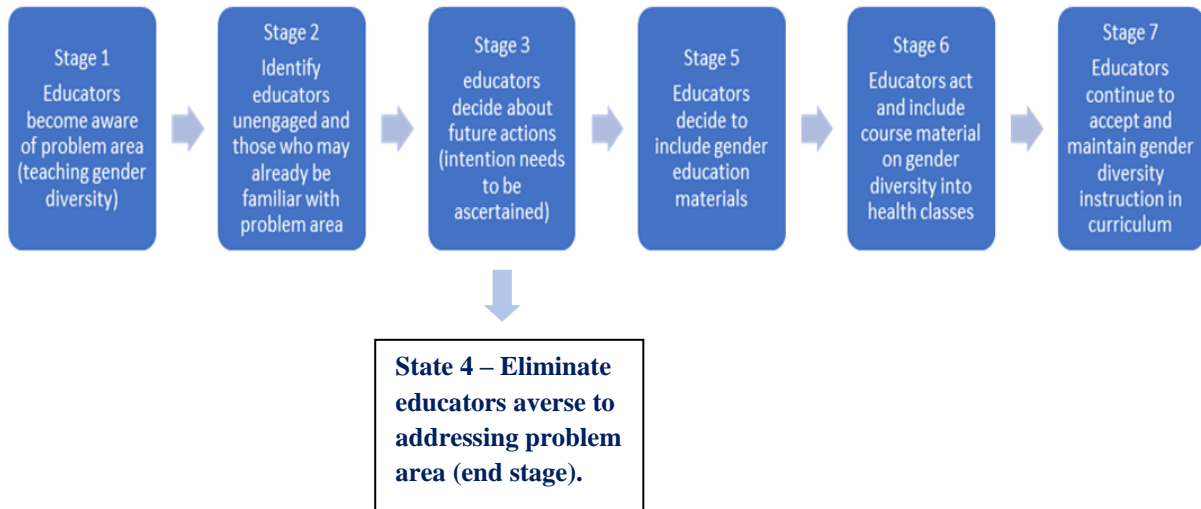 Stage 1
Educators
become aware
of problem area
(teaching gender
diversity)
Stage 2
Identify
educators
unengaged and
those who may
already be
familiar with
problem area
Stage 3
educators
decide about
future actions
(intention needs
to be
ascertained)
Stage 5
Educators
decide to
include gender
education
materials
Stage 6
Educators act
and include
course material
on gender
diversity into
health classes
Stage 7
Educators
continue to
accept and
maintain gender
diversity
instruction in
curriculum
State 4 – Eliminate
educators averse to
addressing problem
area (end stage).